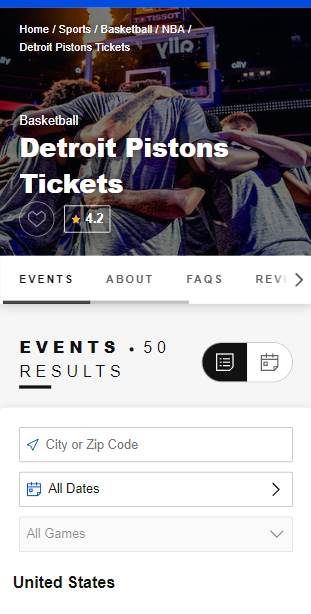 Home / Sports / Basketball / NBA /
Detroit Pistons Tickets
ally
Basketball
Detroit Pistons
Tickets
4.2
EVENTS ABOUT FAQS REVI
EVENTS • 50
RESULTS
City or Zip Code
All Dates
All Games
United States